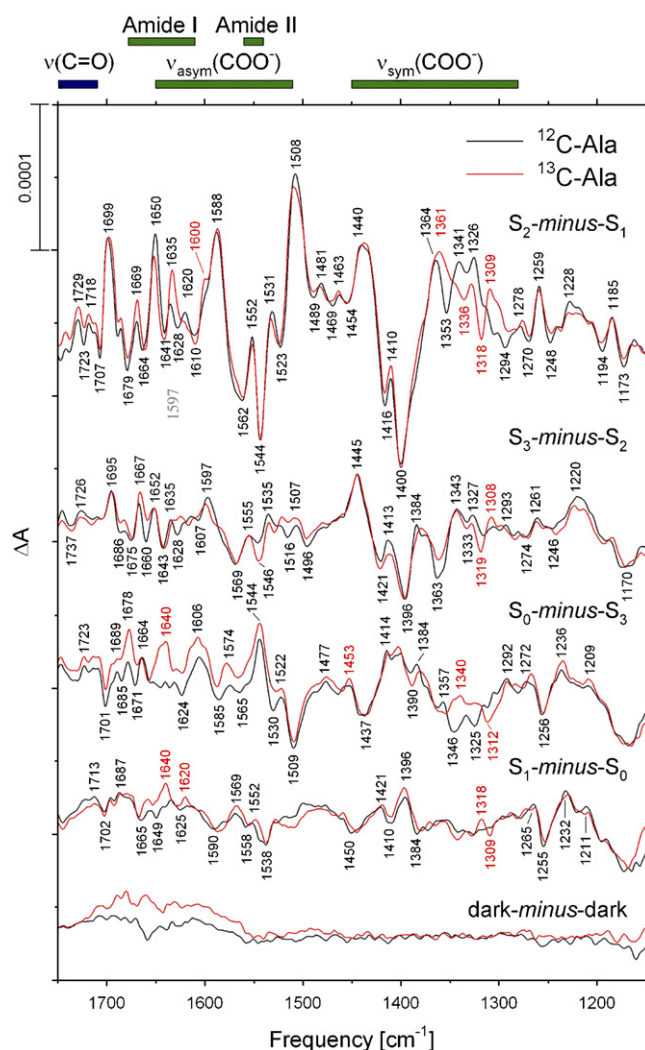 Amide I Amide II
ν(C=O) ν_asym(COO⁻) ν_sym(COO⁻)
0.0001
¹²C-Ala
¹³C-Ala
S₂-minus-S₁
1729 1718 1699 1669 1650 1635 1600 1620 1588 1552 1531 1508 1481 1463 1440 1410 1364 1361 1341 1326 1309 1278 1259 1228 1185
1723 1707 1679 1664 1641 1628 1610 1597 1562 1544 1523 1489 1469 1454 1416 1400 1353 1336 1318 1294 1270 1248 1194 1173
S₃-minus-S₂
1726 1695 1667 1652 1635 1597 1555 1535 1507 1445 1413 1384 1343 1327 1308 1293 1261 1220
1737 1686 1675 1660 1643 1628 1607 1569 1546 1516 1496 1421 1396 1363 1333 1319 1274 1246 1170
S₀-minus-S₃
1723 1689 1678 1664 1640 1606 1574 1544 1522 1477 1453 1414 1384 1357 1340 1292 1272 1236 1209
1701 1685 1671 1624 1585 1565 1530 1509 1437 1390 1346 1325 1312 1256
S₁-minus-S₀
1713 1687 1640 1620 1569 1552 1421 1396 1318
1702 1665 1649 1625 1590 1558 1538 1450 1410 1384 1309 1265 1255 1232 1211
dark-minus-dark
ΔA
1700 1600 1500 1400 1300 1200
Frequency [cm⁻¹]